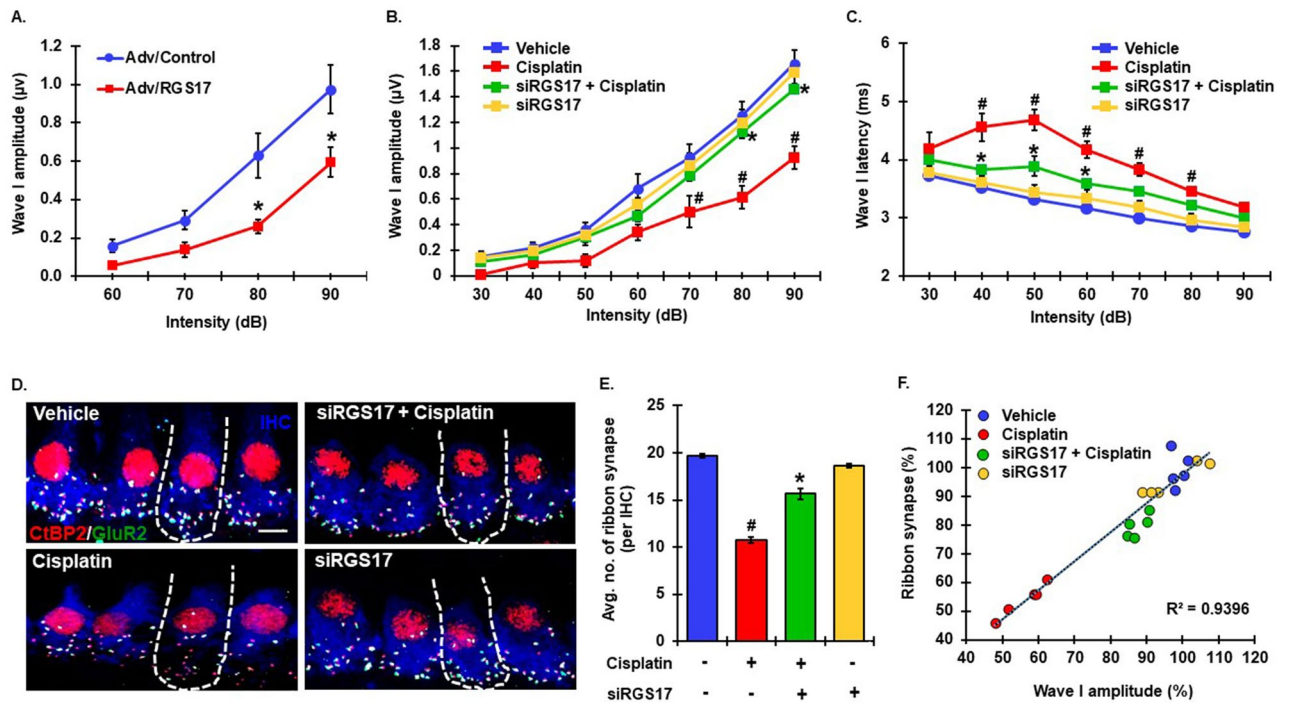 A.
1.2
1.0
0.8
0.6
0.4
0.2
0.0
Wave I amplitude (µv)
Adv/Control
Adv/RGS17
*
*
60 70 80 90
Intensity (dB)
B.
1.8
1.6
1.4
1.2
1
0.8
0.6
0.4
0.2
0
Wave I amplitude (µV)
Vehicle
Cisplatin
siRGS17 + Cisplatin
siRGS17
*
*
#
#
#
30 40 50 60 70 80 90
Intensity (dB)
C.
6
5
4
3
2
Wave I latency (ms)
Vehicle
Cisplatin
siRGS17 + Cisplatin
siRGS17
# # # # #
* * *
30 40 50 60 70 80 90
Intensity (dB)
D.
Vehicle
IHC
CtBP2/GluR2
siRGS17 + Cisplatin
Cisplatin
siRGS17
E.
25
20
15
10
5
0
Avg. no. of ribbon synapse
(per IHC)
#
*
Cisplatin - + + -
siRGS17 - - + +
F.
120
110
100
90
80
70
60
50
40
Ribbon synapse (%)
Vehicle
Cisplatin
siRGS17 + Cisplatin
siRGS17
R² = 0.9396
40 50 60 70 80 90 100 110 120
Wave I amplitude (%)